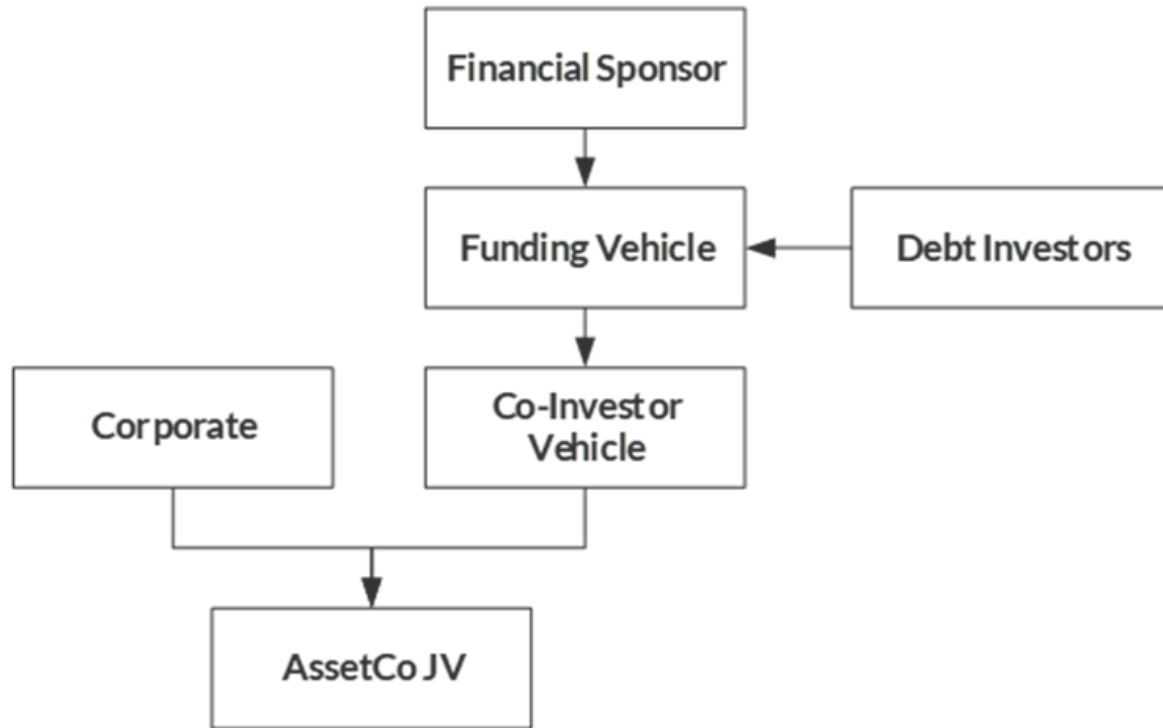 Financial Sponsor
Funding Vehicle
Debt Investors
Corporate
Co-Investor
Vehicle
AssetCo JV